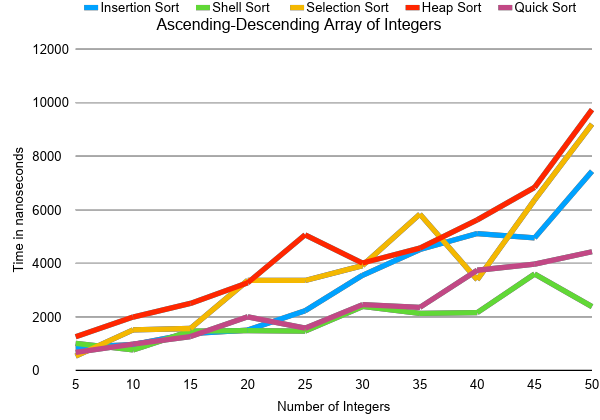 Insertion Sort Shell Sort Selection Sort Heap Sort Quick Sort
Ascending-Descending Array of Integers
12000
10000
8000
6000
4000
2000
0
Time in nanoseconds
5 10 15 20 25 30 35 40 45 50
Number of Integers